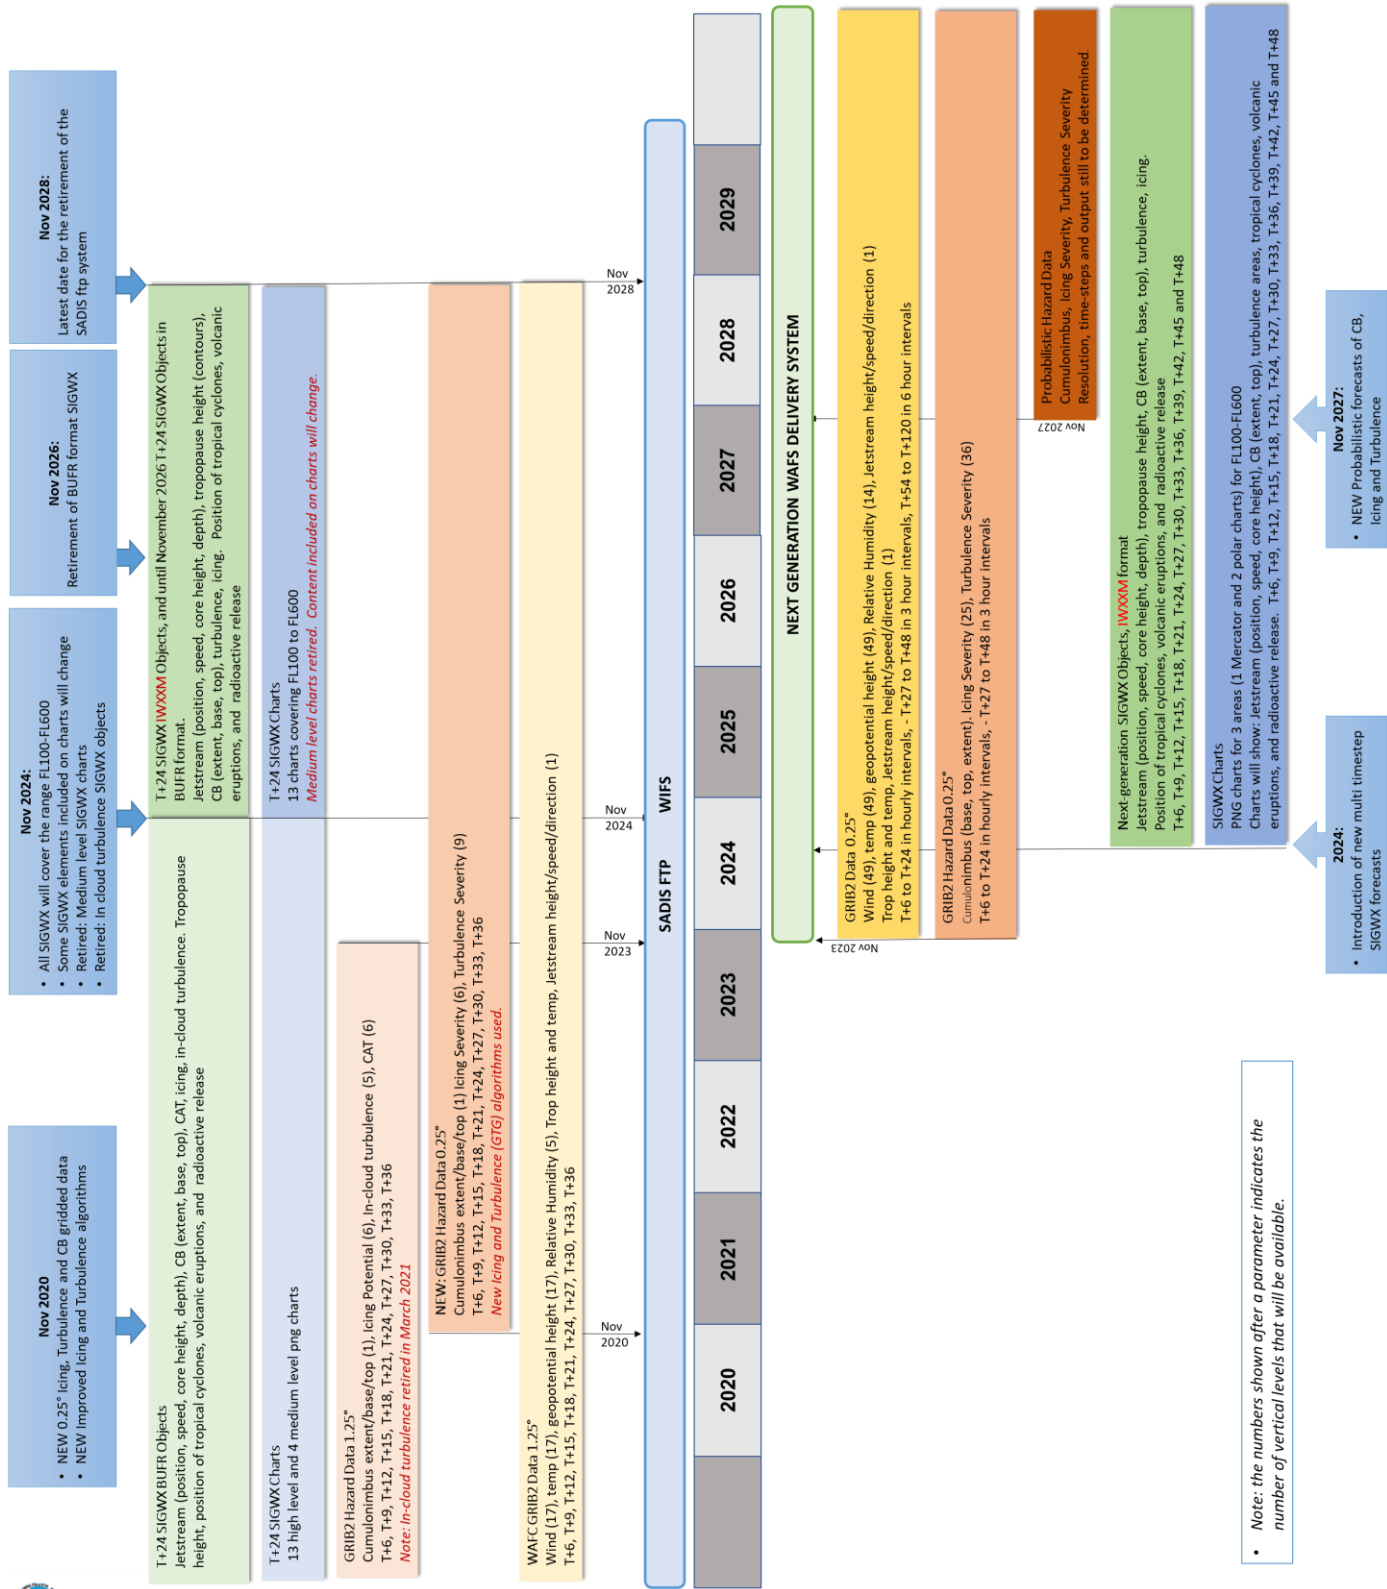 Nov 2020
• NEW 0.25° Icing, Turbulence and CB gridded data
• NEW Improved Icing and Turbulence algorithms
Nov 2024:
• All SIGWX will cover the range FL100-FL600
• Some SIGWX elements included on charts will change
• Retired: Medium level SIGWX charts
• Retired: In cloud turbulence SIGWX objects
Nov 2026:
Retirement of BUFR format SIGWX
Nov 2028:
Latest date for the retirement of the
SADIS ftp system
T+24 SIGWX BUFR Objects
Jetstream (position, speed, core height, depth), CB (extent, base, top), CAT, icing, in-cloud turbulence. Tropopause
height, position of tropical cyclones, volcanic eruptions, and radioactive release
T+24 SIGWX IWXXM Objects, and until November 2026 T+24 SIGWX Objects in
BUFR format.
Jetstream (position, speed, core height, depth), tropopause height (contours),
CB (extent, base, top), turbulence, icing. Position of tropical cyclones, volcanic
eruptions, and radioactive release
T+24 SIGWX Charts
13 high level and 4 medium level png charts
T+24 SIGWX Charts
13 charts covering FL100 to FL600
Medium level charts retired. Content included on charts will change.
GRIB2 Hazard Data 1.25°
Cumulonimbus extent/base/top (1), Icing Potential (6), In-cloud turbulence (5), CAT (6)
T+6, T+9, T+12, T+15, T+18, T+21, T+24, T+27, T+30, T+33, T+36
Note: In-cloud turbulence retired in March 2021
NEW: GRIB2 Hazard Data 0.25°
Cumulonimbus extent/base/top (1) Icing Severity (6), Turbulence Severity (9)
T+6, T+9, T+12, T+15, T+18, T+21, T+24, T+27, T+30, T+33, T+36
New Icing and Turbulence (GTG) algorithms used.
WAFC GRIB2 Data 1.25°
Wind (17), temp (17), geopotential height (17), Relative Humidity (5), Trop height and temp, Jetstream height/speed/direction (1)
T+6, T+9, T+12, T+15, T+18, T+21, T+24, T+27, T+30, T+33, T+36
Nov
2020
Nov
2023
Nov
2024
Nov
2028
SADIS FTP WIFS
2020
2021
2022
2023
2024
2025
2026
2027
2028
2029
NEXT GENERATION WAFS DELIVERY SYSTEM
Nov 2023
GRIB2 Data 0.25°
Wind (49), temp (49), geopotential height (49), Relative Humidity (14), Jetstream height/speed/direction (1)
Trop height and temp, Jetstream height/speed/direction (1)
T+6 to T+24 in hourly intervals, - T+27 to T+48 in 3 hour intervals, T+54 to T+120 in 6 hour intervals
GRIB2 Hazard Data 0.25°
Cumulonimbus (base, top, extent). Icing Severity (25), Turbulence Severity (36)
T+6 to T+24 in hourly intervals, - T+27 to T+48 in 3 hour intervals
Nov 2027
Probabilistic Hazard Data
Cumulonimbus, Icing Severity, Turbulence Severity
Resolution, time-steps and output still to be determined.
Next-generation SIGWX Objects, IWXXM format
Jetstream (position, speed, core height, depth), tropopause height, CB (extent, base, top), turbulence, icing.
Position of tropical cyclones, volcanic eruptions, and radioactive release
T+6, T+9, T+12, T+15, T+18, T+21, T+24, T+27, T+30, T+33, T+36, T+39, T+42, T+45 and T+48
SIGWX Charts
PNG charts for 3 areas (1 Mercator and 2 polar charts) for FL100-FL600
Charts will show: Jetstream (position, speed, core height), CB (extent, top), turbulence areas, tropical cyclones, volcanic
eruptions, and radioactive release. T+6, T+9, T+12, T+15, T+18, T+21, T+24, T+27, T+30, T+33, T+36, T+39, T+42, T+45 and T+48
• Note: the numbers shown after a parameter indicates the
number of vertical levels that will be available.
2024:
• Introduction of new multi timestep
SIGWX forecasts
Nov 2027:
• NEW Probabilistic forecasts of CB,
Icing and Turbulence